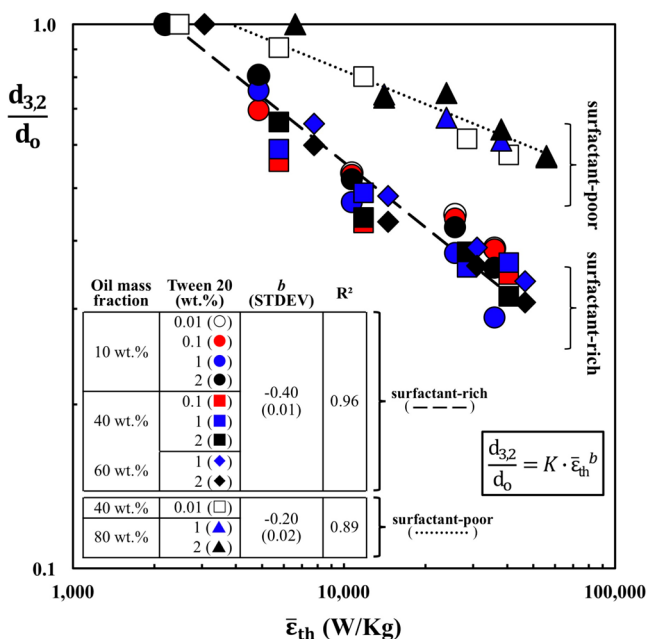 1.0
d3,2
do
0.1
1,000
10,000
100,000
ε̄th (W/Kg)
surfactant-poor
surfactant-rich
Oil mass fraction Tween 20 (wt.%) b (STDEV) R²
10 wt.% 0.01 (○) -0.40 (0.01) 0.96
0.1 (●)
1 (●)
2 (●)
40 wt.% 0.1 (■)
1 (■)
2 (■)
60 wt.% 1 (◆)
2 (◆)
40 wt.% 0.01 (□) -0.20 (0.02) 0.89
80 wt.% 1 (▲)
2 (▲)
surfactant-rich
( — — — )
surfactant-poor
( ········· )
d3,2/do = K · ε̄th^b